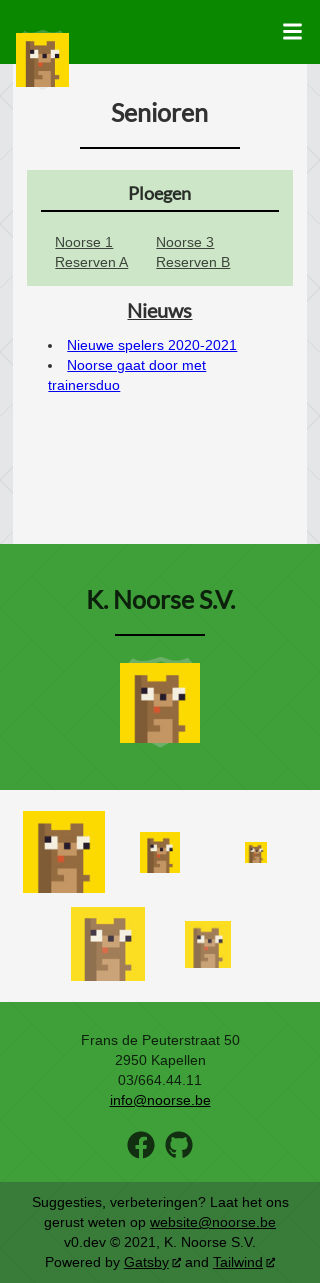 Senioren
Ploegen
Noorse 1
Noorse 3
Reserven A
Reserven B
Nieuws
Nieuwe spelers 2020-2021
Noorse gaat door met
trainersduo
K. Noorse S.V.
Frans de Peuterstraat 50
2950 Kapellen
03/664.44.11
info@noorse.be
Suggesties, verbeteringen? Laat het ons
gerust weten op website@noorse.be
v0.dev © 2021, K. Noorse S.V.
Powered by Gatsby and Tailwind